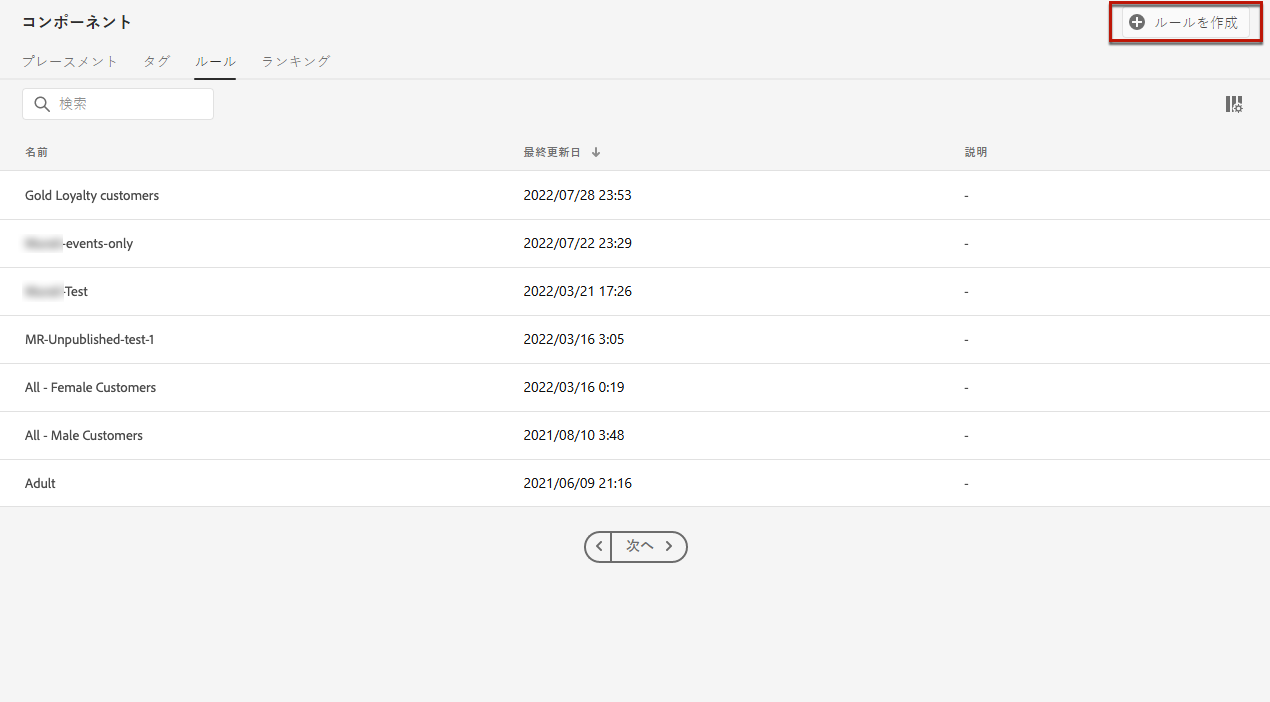 コンポーネント
ルールを作成
プレースメント タグ ルール ランキング
検索
名前 最終更新日 説明
Gold Loyalty customers 2022/07/28 23:53 -
-events-only 2022/07/22 23:29 -
-Test 2022/03/21 17:26 -
MR-Unpublished-test-1 2022/03/16 3:05 -
All - Female Customers 2022/03/16 0:19 -
All - Male Customers 2021/08/10 3:48 -
Adult 2021/06/09 21:16 -
次へ